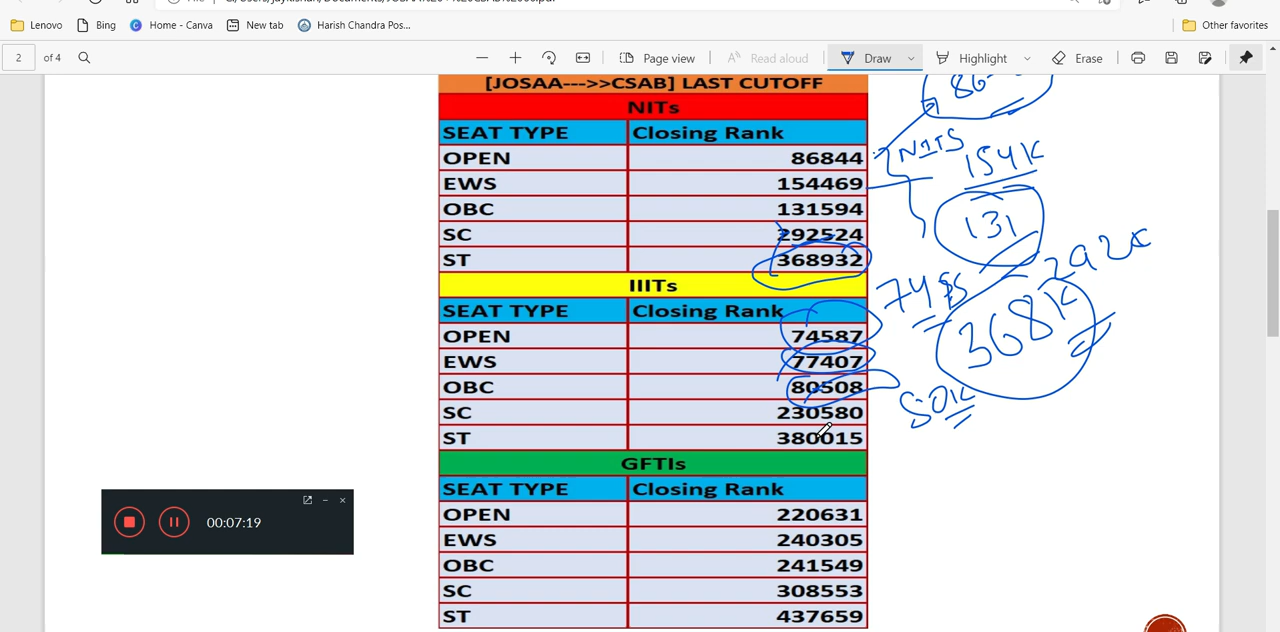 Lenovo Bing Home - Canva New tab Harish Chandra Pos... Other favorites
2 of 4 Page view Read aloud Draw Highlight Erase
[JOSAA--->>CSAB] LAST CUTOFF
NITs
SEAT TYPE Closing Rank
OPEN 86844
EWS 154469
OBC 131594
SC 292524
ST 368932
IIITs
SEAT TYPE Closing Rank
OPEN 74587
EWS 77407
OBC 80508
SC 230580
ST 380015
GFTIs
SEAT TYPE Closing Rank
OPEN 220631
EWS 240305
OBC 241549
SC 308553
ST 437659
NITS
154K
131
292K
368K
80K
00:07:19